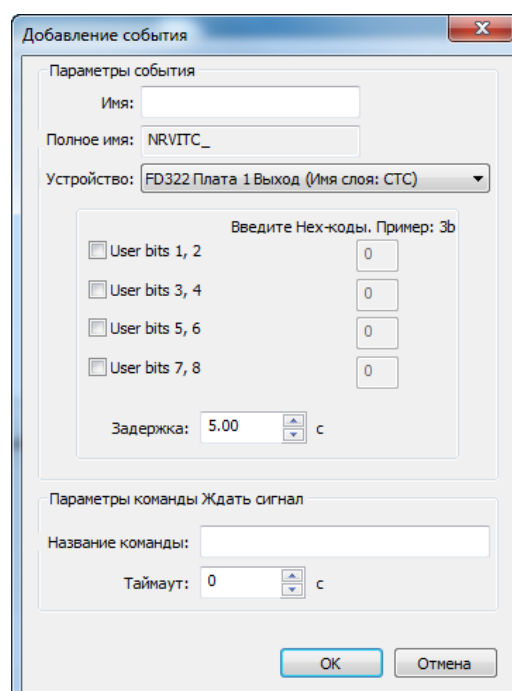 Добавление события
Параметры события
Имя:
Полное имя: NRVITC_
Устройство: FD322 Плата 1 Выход (Имя слоя: СТС)
Введите Hex-коды. Пример: 3b
User bits 1, 2 0
User bits 3, 4 0
User bits 5, 6 0
User bits 7, 8 0
Задержка: 5.00 с
Параметры команды Ждать сигнал
Название команды:
Таймаут: 0 с
OK Отмена